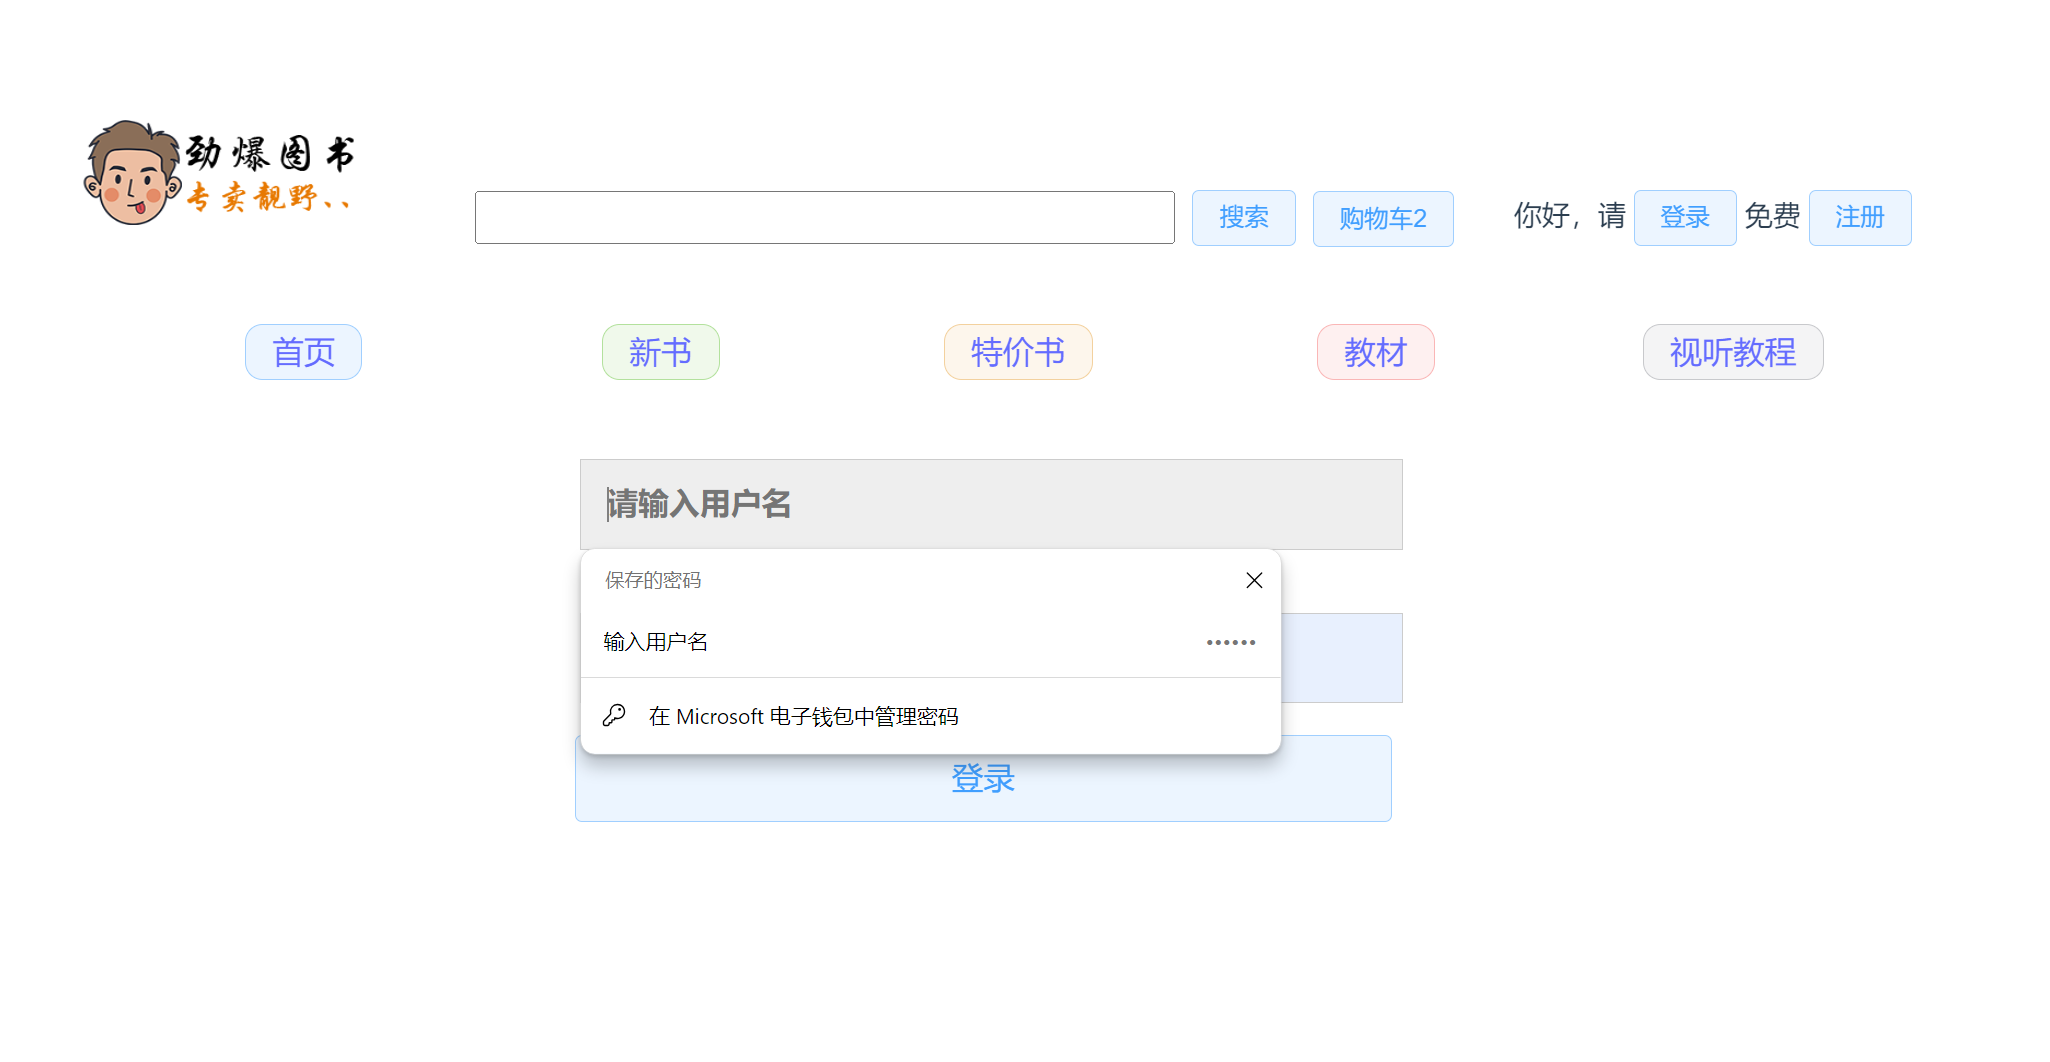 劲爆图书
专卖靓野、、
搜索
购物车2
你好，请 登录 免费 注册
首页
新书
特价书
教材
视听教程
请输入用户名
保存的密码
输入用户名 ••••••
在 Microsoft 电子钱包中管理密码
登录